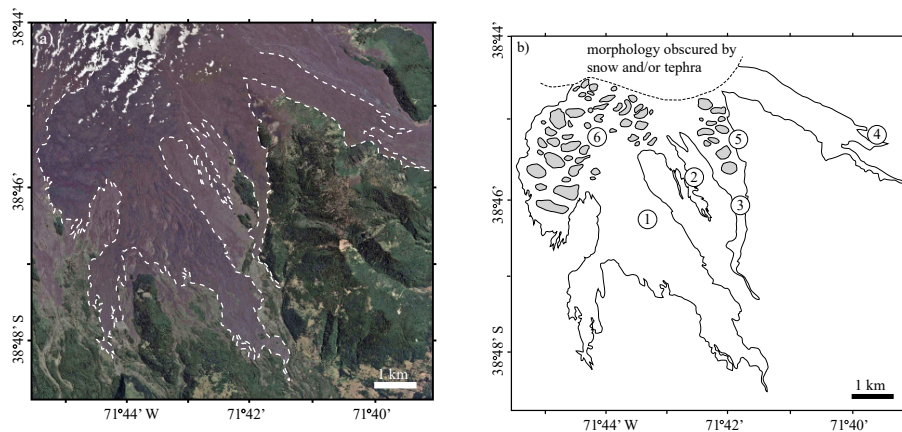 38°44'
a)
38°46'
38°48' S
1 km
71°44' W
71°42'
71°40'
38°44'
b)
morphology obscured by
snow and/or tephra
4
6
5
2
3
1
38°46'
38°48' S
1 km
71°44' W
71°42'
71°40'